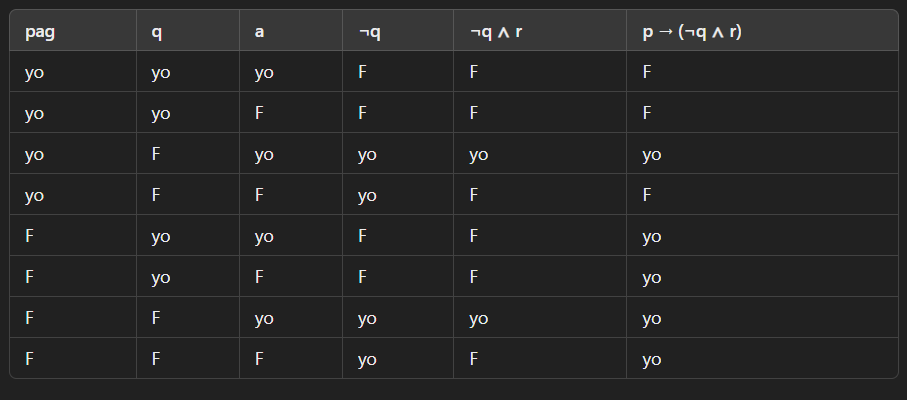 pag q a ¬q ¬q ∧ r p → (¬q ∧ r)
yo yo yo F F F
yo yo F F F F
yo F yo yo yo yo
yo F F yo F F
F yo yo F F yo
F yo F F F yo
F F yo yo yo yo
F F F yo F yo